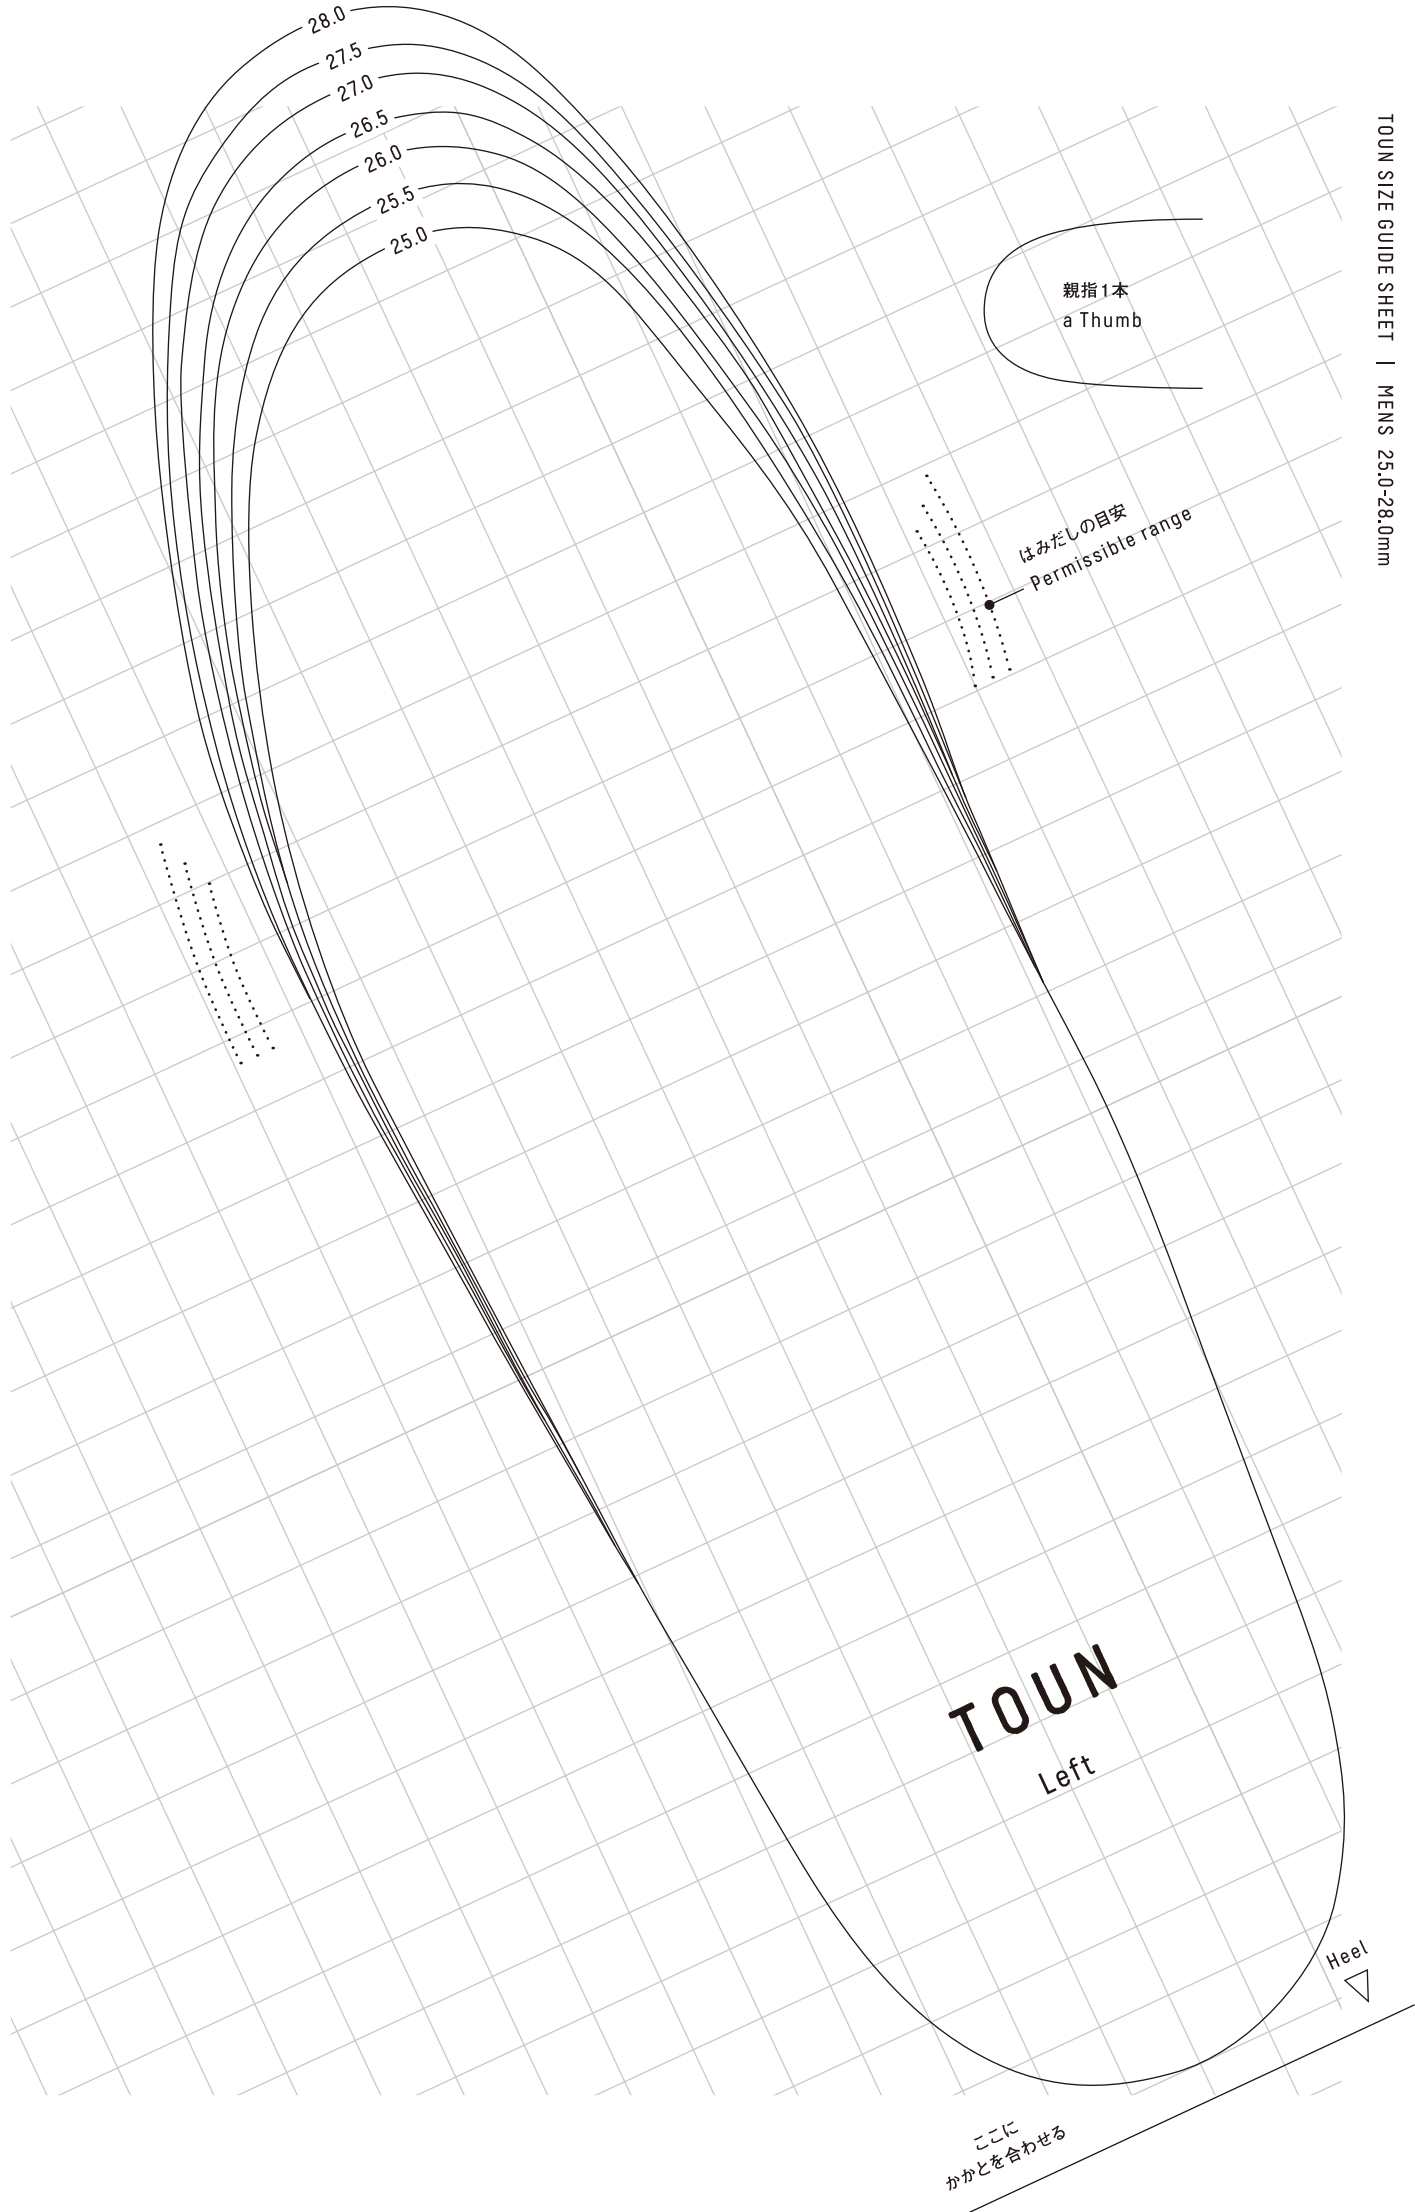 28.0
27.5
27.0
26.5
26.0
25.5
25.0
TOUN SIZE GUIDE SHEET | MENS 25.0-28.0mm
親指1本
a Thumb
はみだしの目安
Permissible range
TOUN
Left
Heel
ここに
かかとを合わせる